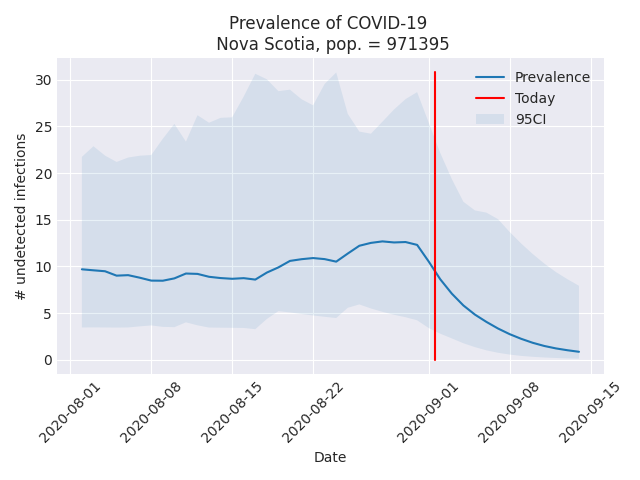 Prevalence of COVID-19
Nova Scotia, pop. = 971395
Prevalence
Today
95CI
# undetected infections
30
25
20
15
10
5
0
2020-08-01
2020-08-08
2020-08-15
2020-08-22
2020-09-01
2020-09-08
2020-09-15
Date